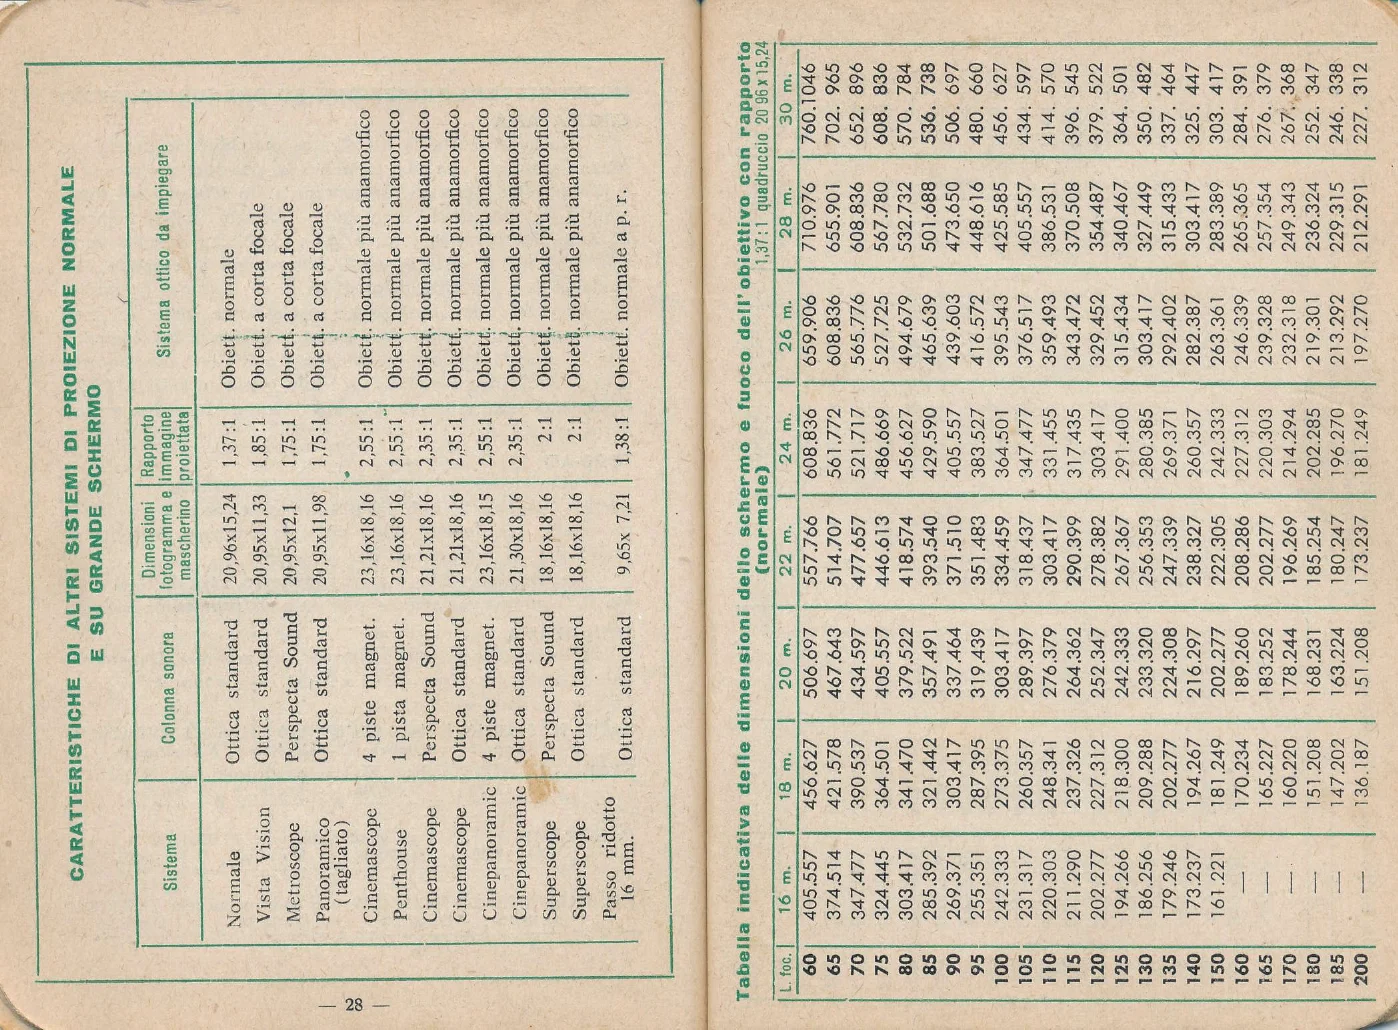 CARATTERISTICHE DI ALTRI SISTEMI DI PROIEZIONE NORMALE
E SU GRANDE SCHERMO
Sistema | Colonna sonora | Dimensioni fotogramma e mascherino | Rapporto immagine proiettata | Sistema ottico da impiegare
Normale | Ottica standard | 20,96x15,24 | 1,37:1 | Obiett. normale
Vista Vision | Ottica standard | 20,95x11,33 | 1,85:1 | Obiett. a corta focale
Metroscope | Perspecta Sound | 20,95x12,1 | 1,75:1 | Obiett. a corta focale
Panoramico | Ottica standard | 20,95x11,98 | 1,75:1 | Obiett. a corta focale
(tagliato)
Cinemascope | 4 piste magnet. | 23,16x18,16 | 2,55:1 | Obiett. normale più anamorfico
Penthouse | 1 pista magnet. | 23,16x18,16 | 2,55:1 | Obiett. normale più anamorfico
Cinemascope | Perspecta Sound | 21,21x18,16 | 2,35:1 | Obiett. normale più anamorfico
Cinemascope | Ottica standard | 21,21x18,16 | 2,35:1 | Obiett. normale più anamorfico
Cinepanoramic | 4 piste magnet. | 23,16x18,15 | 2,55:1 | Obiett. normale più anamorfico
Cinepanoramic | Ottica standard | 21,30x18,16 | 2,35:1 | Obiett. normale più anamorfico
Superscope | Perspecta Sound | 18,16x18,16 | 2:1 | Obiett. normale più anamorfico
Superscope | Ottica standard | 18,16x18,16 | 2:1 | Obiett. normale più anamorfico
Passo ridotto | Ottica standard | 9,65x 7,21 | 1,38:1 | Obiett. normale a p. r.
16 mm.
— 28 —
Tabella indicativa delle dimensioni dello schermo e fuoco dell'obiettivo con rapporto
(normale) 1,37:1 quadruccio 20 96 x 15,24
L. foc. | 16 m. | 18 m. | 20 m. | 22 m. | 24 m. | 26 m. | 28 m. | 30 m.
60 | 405.557 | 456.627 | 506.697 | 557.766 | 608.836 | 659.906 | 710.976 | 760.1046
65 | 374.514 | 421.578 | 467.643 | 514.707 | 561.772 | 608.836 | 655.901 | 702. 965
70 | 347.477 | 390.537 | 434.597 | 477.657 | 521.717 | 565.776 | 608.836 | 652. 896
75 | 324.445 | 364.501 | 405.557 | 446.613 | 486.669 | 527.725 | 567.780 | 608. 836
80 | 303.417 | 341.470 | 379.522 | 418.574 | 456.627 | 494.679 | 532.732 | 570. 784
85 | 285.392 | 321.442 | 357.491 | 393.540 | 429.590 | 465.639 | 501.688 | 536. 738
90 | 269.371 | 303.417 | 337.464 | 371.510 | 405.557 | 439.603 | 473.650 | 506. 697
95 | 255.351 | 287.395 | 319.439 | 351.483 | 383.527 | 416.572 | 448.616 | 480. 660
100 | 242.333 | 273.375 | 303.417 | 334.459 | 364.501 | 395.543 | 425.585 | 456. 627
105 | 231.317 | 260.357 | 289.397 | 318.437 | 347.477 | 376.517 | 405.557 | 434. 597
110 | 220.303 | 248.341 | 276.379 | 303.417 | 331.455 | 359.493 | 386.531 | 414. 570
115 | 211.290 | 237.326 | 264.362 | 290.399 | 317.435 | 343.472 | 370.508 | 396. 545
120 | 202.277 | 227.312 | 252.347 | 278.382 | 303.417 | 329.452 | 354.487 | 379. 522
125 | 194.266 | 218.300 | 242.333 | 267.367 | 291.400 | 315.434 | 340.467 | 364. 501
130 | 186.256 | 209.288 | 233.320 | 256.353 | 280.385 | 303.417 | 327.449 | 350. 482
135 | 179.246 | 202.277 | 224.308 | 247.339 | 269.371 | 292.402 | 315.433 | 337. 464
140 | 173.237 | 194.267 | 216.297 | 238.327 | 260.357 | 282.387 | 303.417 | 325. 447
150 | 161.221 | 181.249 | 202.277 | 222.305 | 242.333 | 263.361 | 283.389 | 303. 417
160 | — | 170.234 | 189.260 | 208.286 | 227.312 | 246.339 | 265.365 | 284. 391
165 | — | 165.227 | 183.252 | 202.277 | 220.303 | 239.328 | 257.354 | 276. 379
170 | — | 160.220 | 178.244 | 196.269 | 214.294 | 232.318 | 249.343 | 267. 368
180 | — | 151.208 | 168.231 | 185.254 | 202.285 | 219.301 | 236.324 | 252. 347
185 | — | 147.202 | 163.224 | 180.247 | 196.270 | 213.292 | 229.315 | 246. 338
200 | — | 136.187 | 151.208 | 173.237 | 181.249 | 197.270 | 212.291 | 227. 312